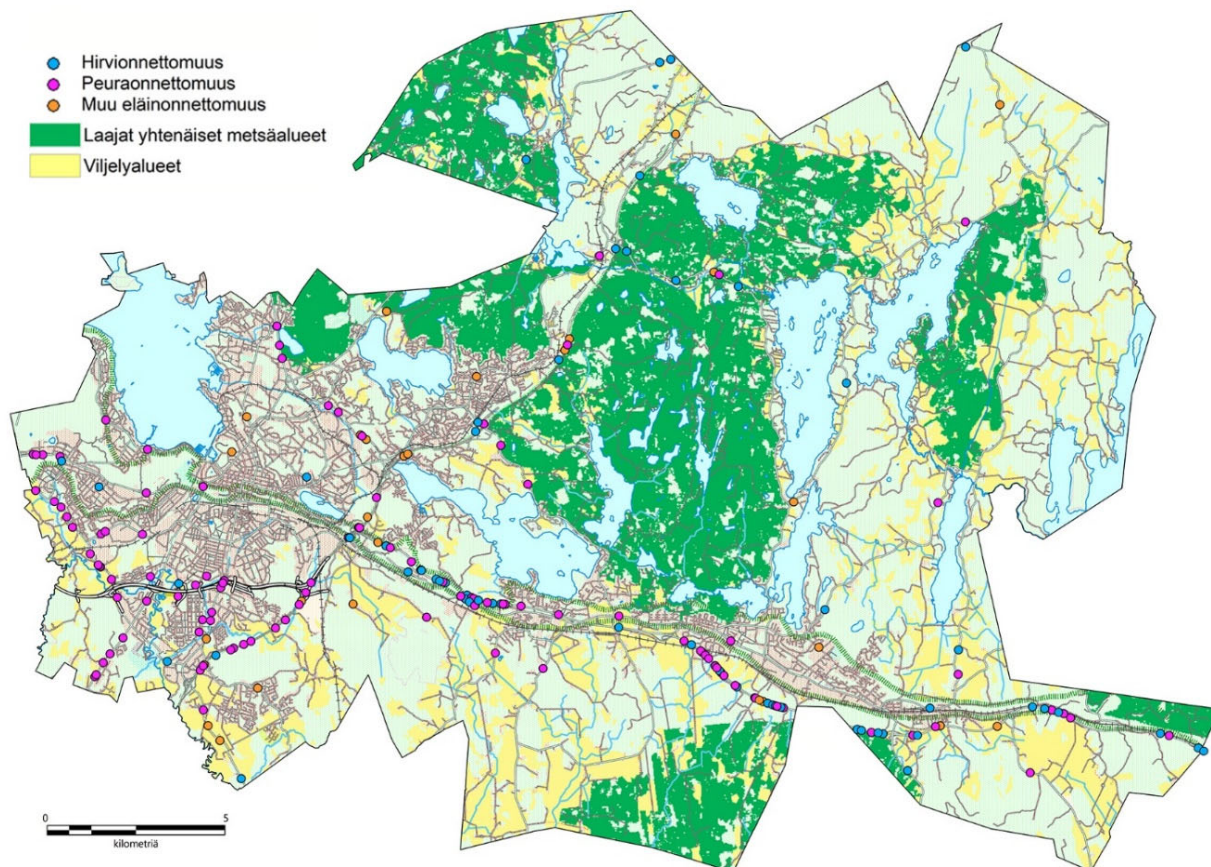 Hirvionnettomuus
Peuraonnettomuus
Muu eläinonnettomuus
Laajat yhtenäiset metsäalueet
Viljelyalueet
0 5
kilometriä